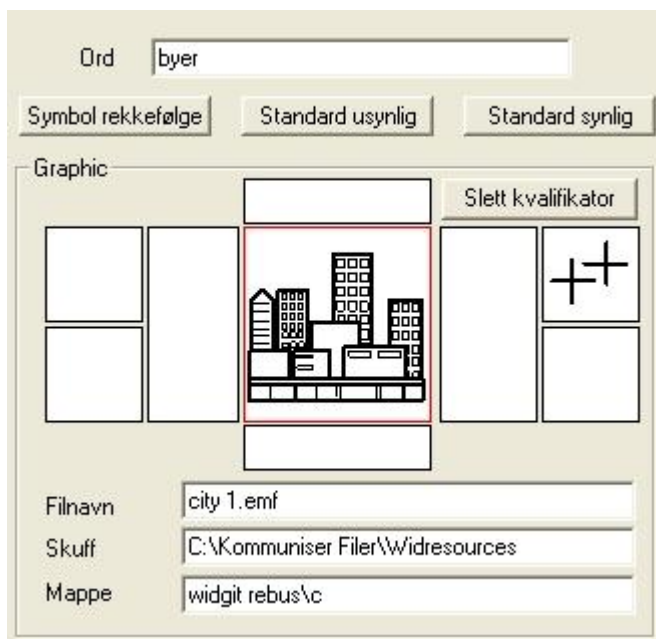 Ord byer
Symbol rekkefølge Standard usynlig Standard synlig
Graphic
Slett kvalifikator
Filnavn city 1.emf
Skuff C:\Kommuniser Filer\Widresources
Mappe widgit rebus\c